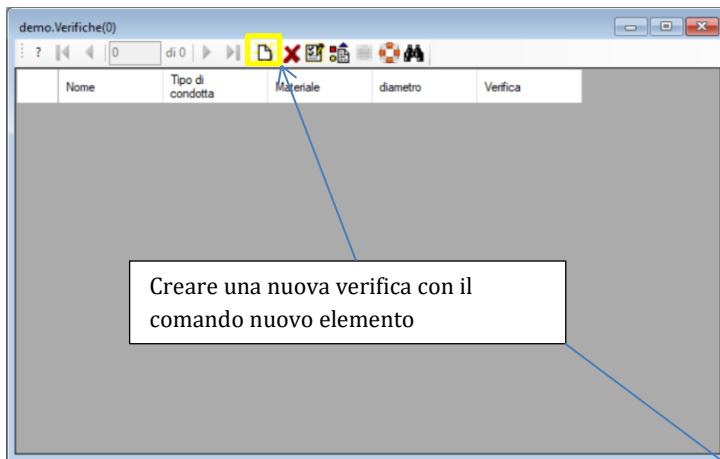 demo.Verifiche(0)
? 0 di 0
Nome Tipo di condotta Materiale diametro Verifica
Creare una nuova verifica con il
comando nuovo elemento